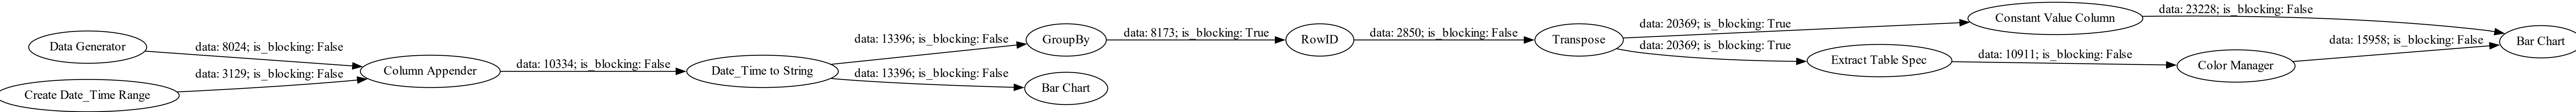 Data Generator
data: 8024; is_blocking: False
Create Date_Time Range
data: 3129; is_blocking: False
Column Appender
data: 10334; is_blocking: False
Date_Time to String
data: 13396; is_blocking: False
GroupBy
data: 8173; is_blocking: True
RowID
data: 2850; is_blocking: False
Transpose
data: 13396; is_blocking: False
Bar Chart
data: 20369; is_blocking: True
Constant Value Column
data: 23228; is_blocking: False
data: 20369; is_blocking: True
Extract Table Spec
data: 10911; is_blocking: False
Color Manager
data: 15958; is_blocking: False
Bar Chart